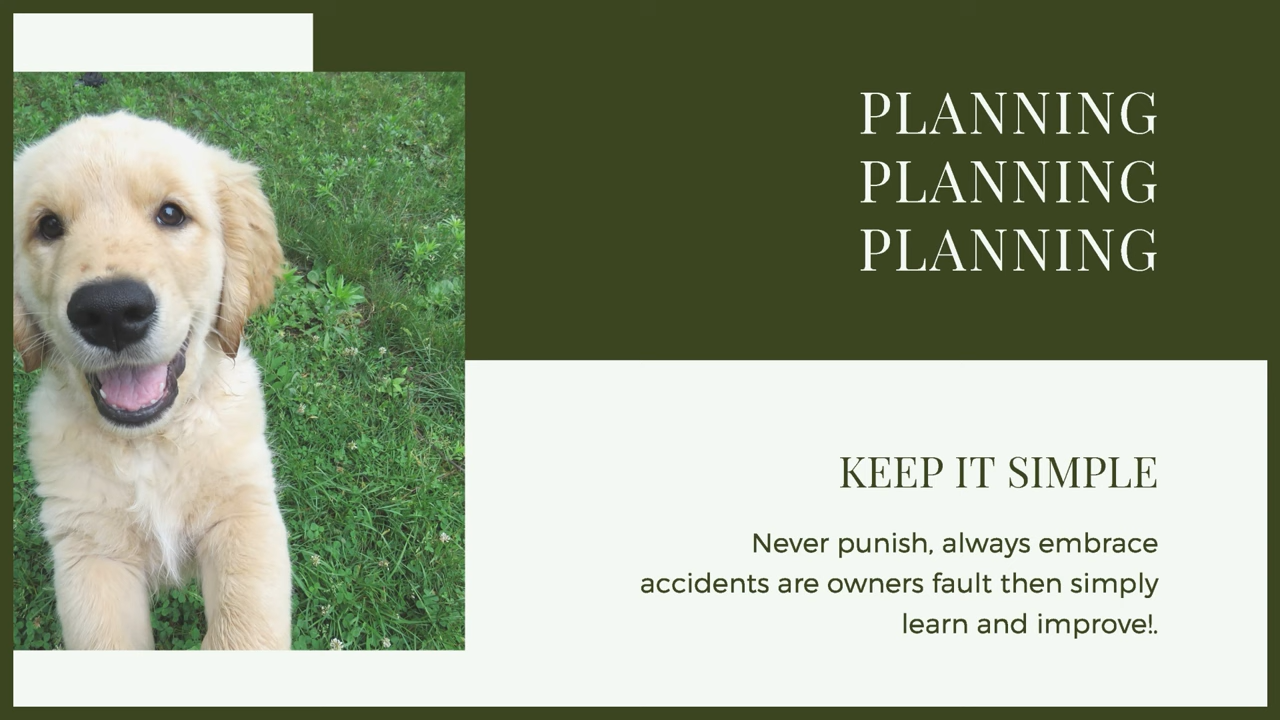 PLANNING
PLANNING
PLANNING
KEEP IT SIMPLE
Never punish, always embrace
accidents are owners fault then simply
learn and improve!.